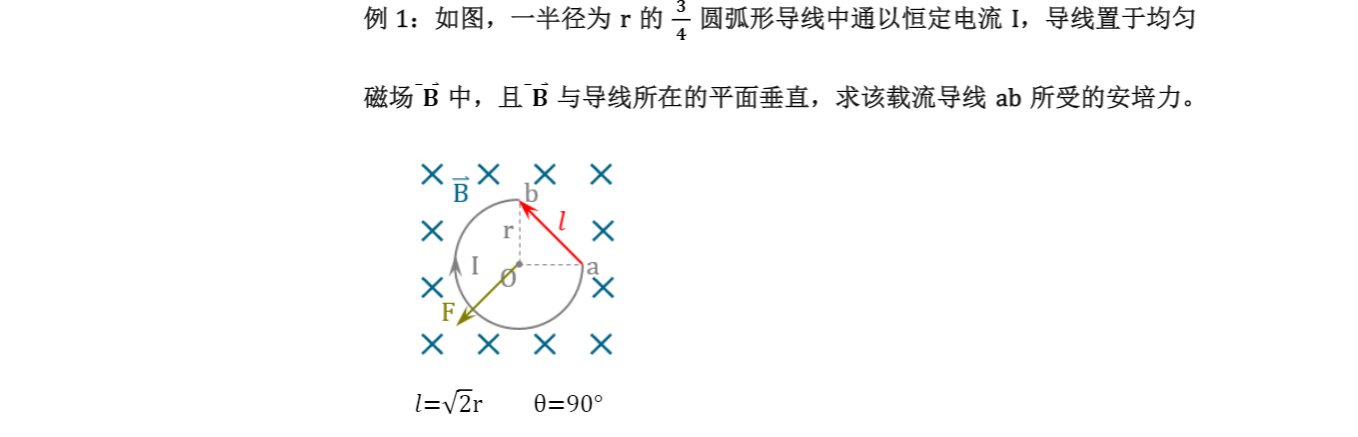 例 1：如图，一半径为 r 的 3/4 圆弧形导线中通以恒定电流 I，导线置于均匀
磁场 B⃗ 中，且 B⃗ 与导线所在的平面垂直，求该载流导线 ab 所受的安培力。
B⃗
b
l
r
I
O
a
F
l=√2r θ=90°